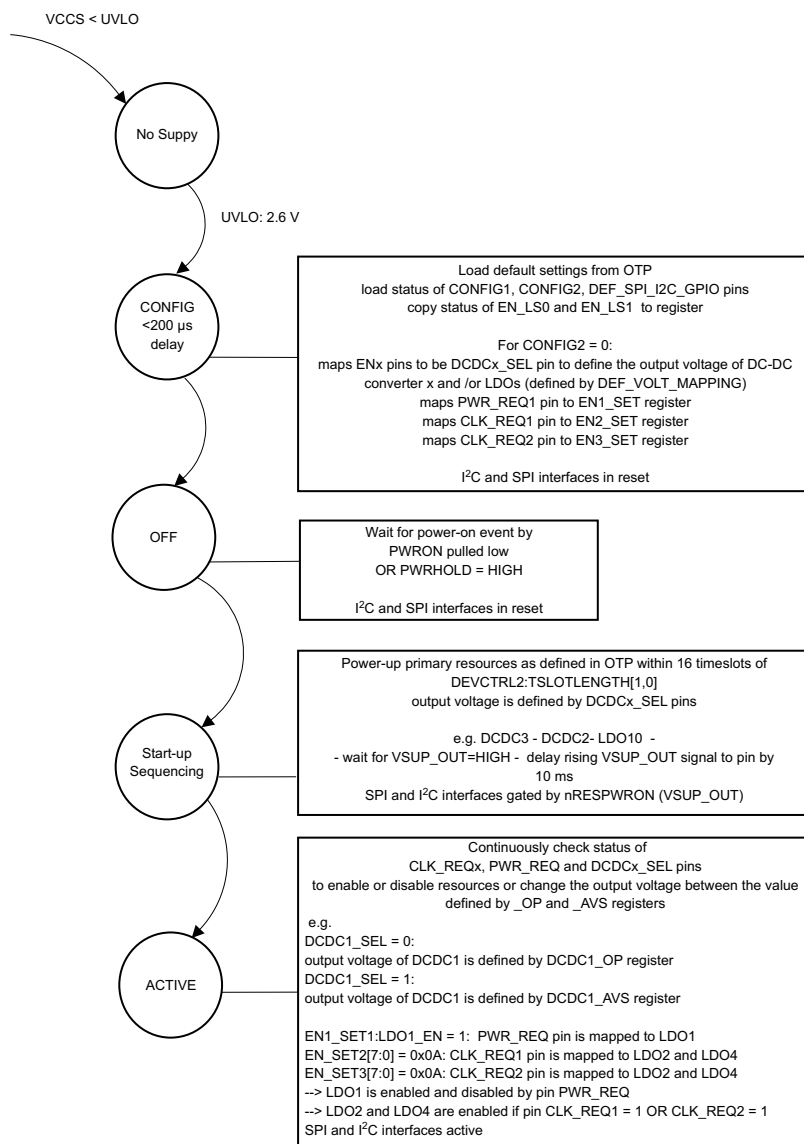 VCCS < UVLO
No Suppy
UVLO: 2.6 V
CONFIG
<200 µs
delay
Load default settings from OTP
load status of CONFIG1, CONFIG2, DEF_SPI_I2C_GPIO pins
copy status of EN_LS0 and EN_LS1 to register
For CONFIG2 = 0:
maps ENx pins to be DCDCx_SEL pin to define the output voltage of DC-DC
converter x and /or LDOs (defined by DEF_VOLT_MAPPING)
maps PWR_REQ1 pin to EN1_SET register
maps CLK_REQ1 pin to EN2_SET register
maps CLK_REQ2 pin to EN3_SET register
I²C and SPI interfaces in reset
OFF
Wait for power-on event by
PWRON pulled low
OR PWRHOLD = HIGH
I²C and SPI interfaces in reset
Start-up
Sequencing
Power-up primary resources as defined in OTP within 16 timeslots of
DEVCTRL2:TSLOTLENGTH[1,0]
output voltage is defined by DCDCx_SEL pins
e.g. DCDC3 - DCDC2- LDO10 -
- wait for VSUP_OUT=HIGH - delay rising VSUP_OUT signal to pin by
10 ms
SPI and I²C interfaces gated by nRESPWRON (VSUP_OUT)
ACTIVE
Continuously check status of
CLK_REQx, PWR_REQ and DCDCx_SEL pins
to enable or disable resources or change the output voltage between the value
defined by _OP and _AVS registers
e.g.
DCDC1_SEL = 0:
output voltage of DCDC1 is defined by DCDC1_OP register
DCDC1_SEL = 1:
output voltage of DCDC1 is defined by DCDC1_AVS register
EN1_SET1:LDO1_EN = 1: PWR_REQ pin is mapped to LDO1
EN_SET2[7:0] = 0x0A: CLK_REQ1 pin is mapped to LDO2 and LDO4
EN_SET3[7:0] = 0x0A: CLK_REQ2 pin is mapped to LDO2 and LDO4
--> LDO1 is enabled and disabled by pin PWR_REQ
--> LDO2 and LDO4 are enabled if pin CLK_REQ1 = 1 OR CLK_REQ2 = 1
SPI and I²C interfaces active